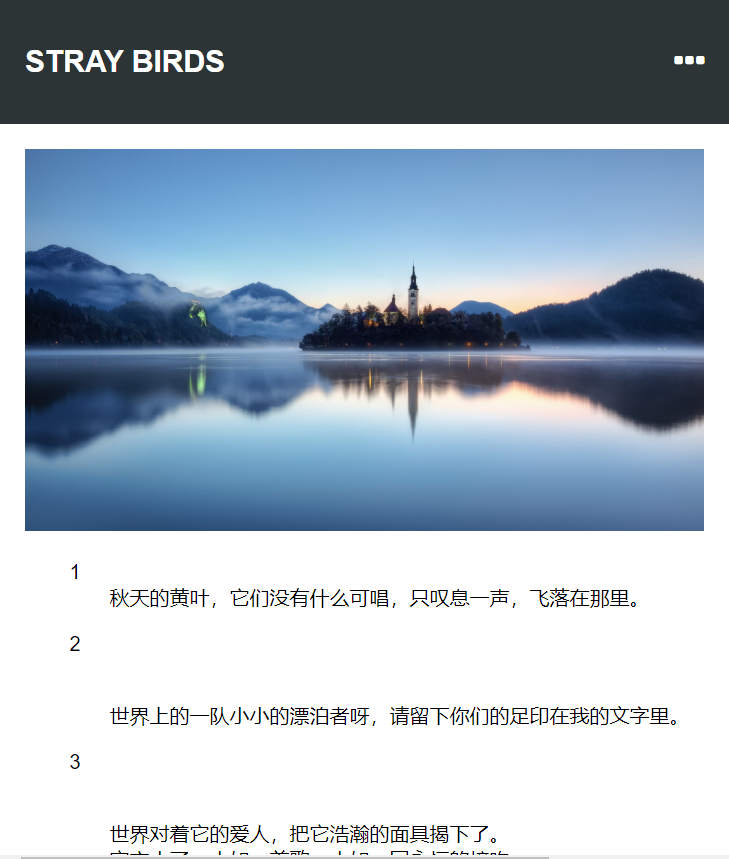 STRAY BIRDS
1
秋天的黄叶，它们没有什么可唱，只叹息一声，飞落在那里。
2
世界上的一队小小的漂泊者呀，请留下你们的足印在我的文字里。
3
世界对着它的爱人，把它浩瀚的面具揭下了。